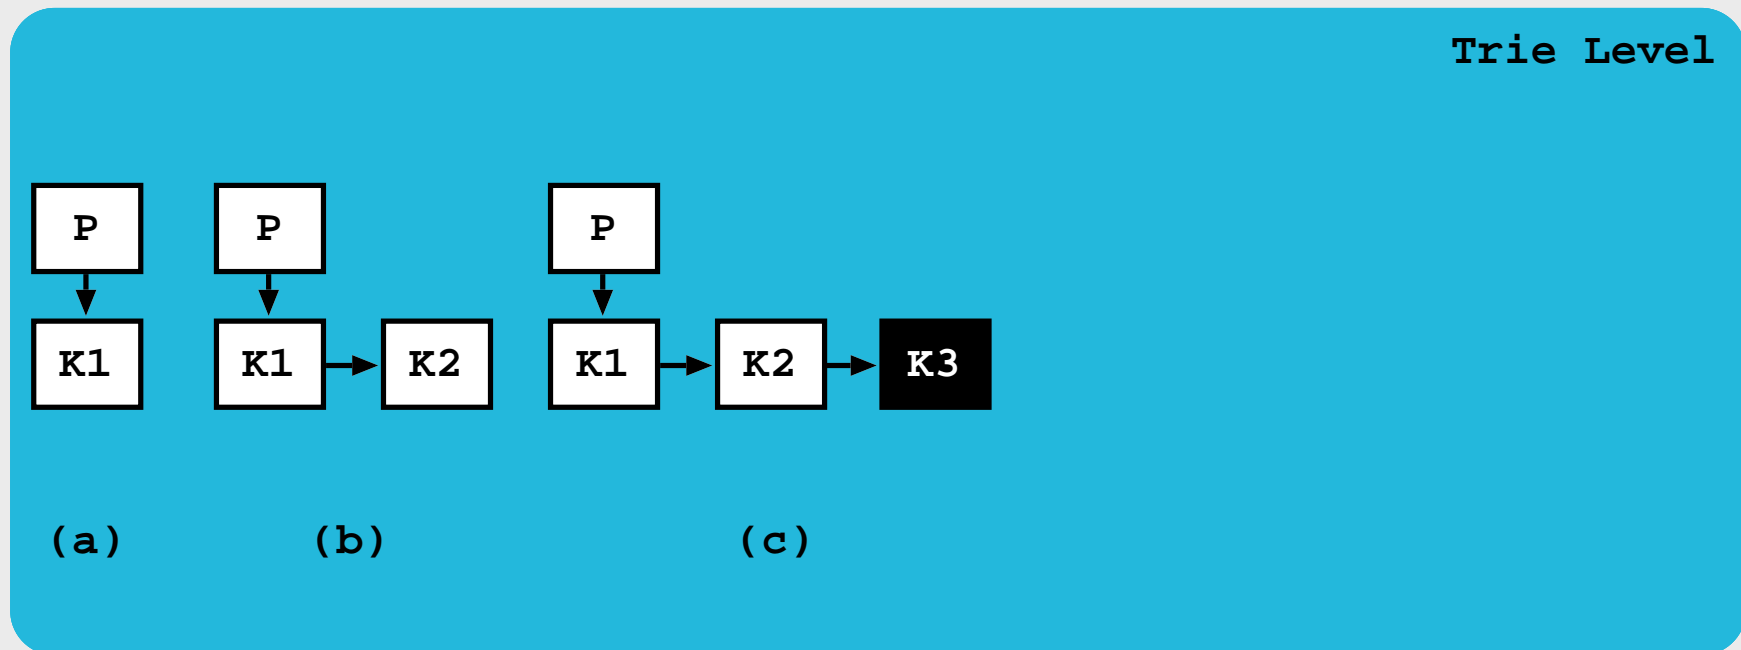 Trie Level
P P P
K1 K1 K2 K1 K2 K3
(a) (b) (c)